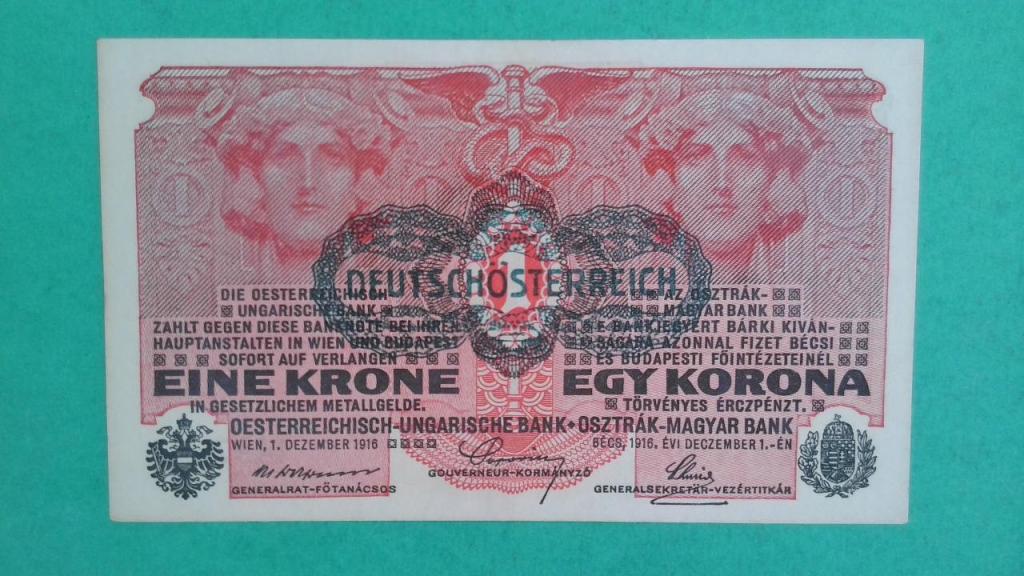 DEUTSCHÖSTERREICH
1
DIE OESTERREICHISCH-
UNGARISCHE BANK
ZAHLT GEGEN DIESE BANKNOTE BEI IHREN
HAUPTANSTALTEN IN WIEN UND BUDAPEST
SOFORT AUF VERLANGEN
EINE KRONE
IN GESETZLICHEM METALLGELDE.
AZ OSZTRÁK-
MAGYAR BANK
E BANKJEGYÉRT BÁRKI KIVÁN-
SÁGÁRA AZONNAL FIZET BÉCSI
ÉS BUDAPESTI FŐINTÉZETEINÉL
EGY KORONA
TÖRVÉNYES ÉRCZPÉNZT.
OESTERREICHISCH-UNGARISCHE BANK • OSZTRÁK-MAGYAR BANK
WIEN, 1. DEZEMBER 1916
BÉCS, 1916. ÉVI DECZEMBER 1.-ÉN
GENERALRAT-FŐTANÁCSOS
GOUVERNEUR-KORMÁNYZÓ
GENERALSEKRETÄR-VEZÉRTITKÁR